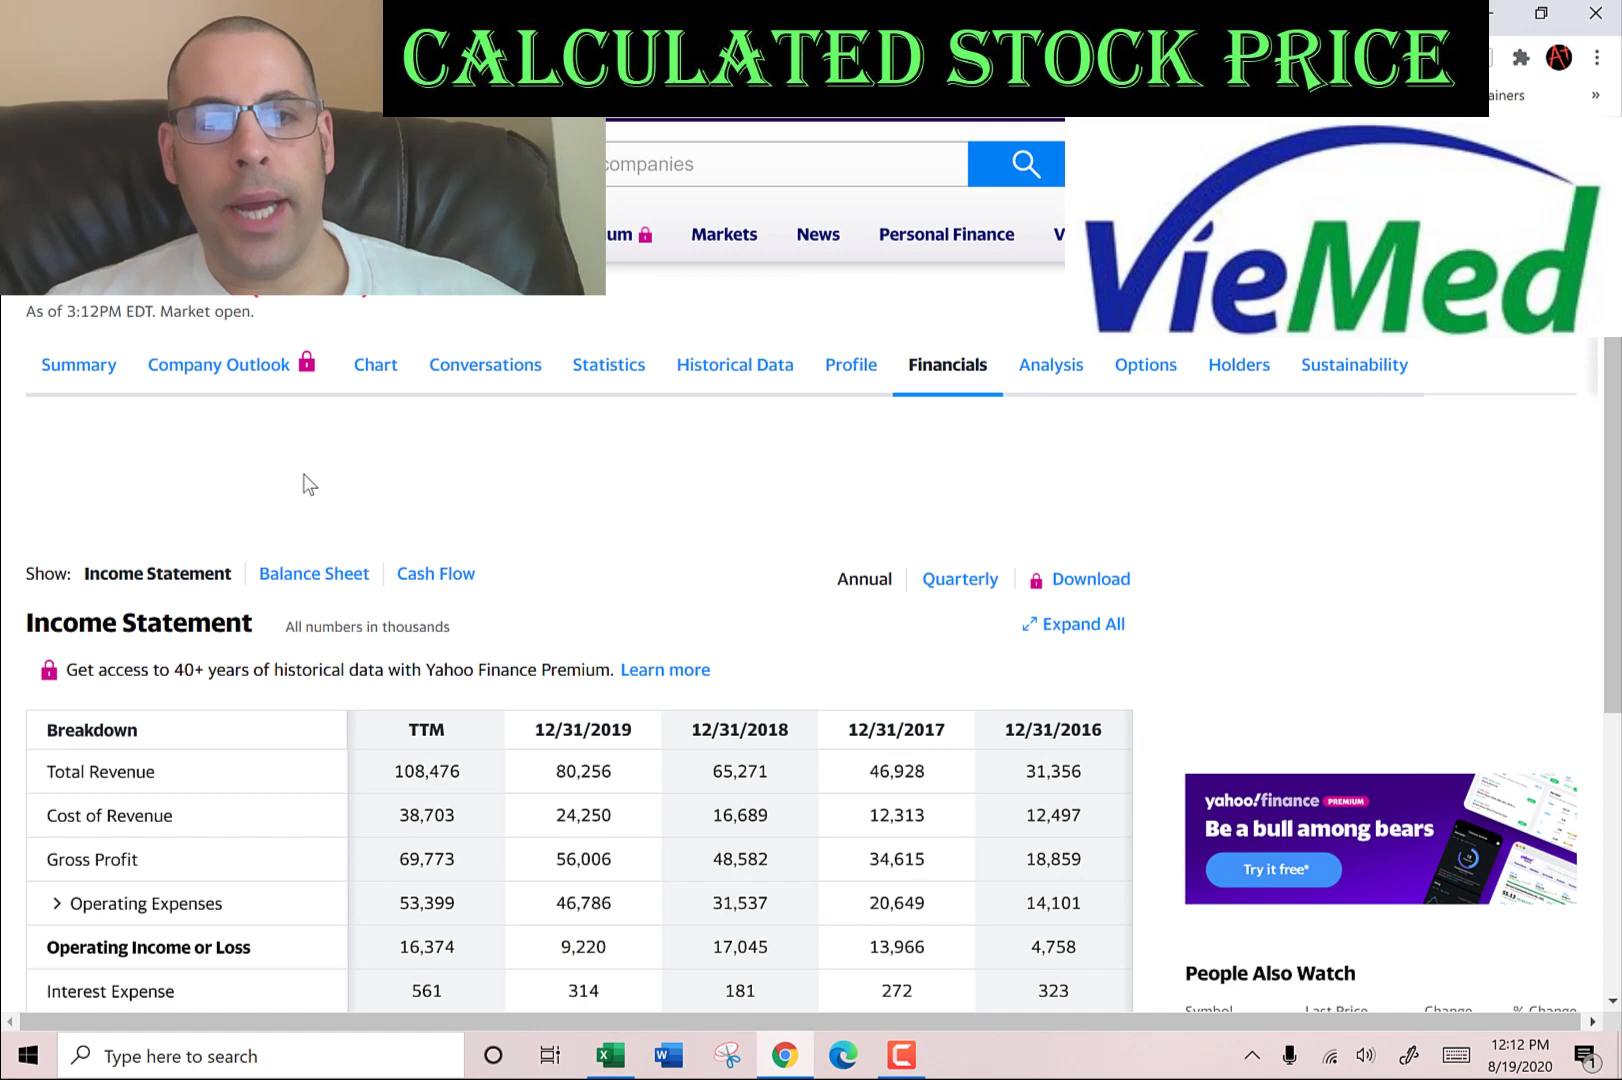 CALCULATED STOCK PRICE
ainers
»
companies
um
Markets
News
Personal Finance
V
VieMed
As of 3:12PM EDT. Market open.
Summary
Company Outlook
Chart
Conversations
Statistics
Historical Data
Profile
Financials
Analysis
Options
Holders
Sustainability
Show: Income Statement Balance Sheet Cash Flow
Annual Quarterly Download
Income Statement All numbers in thousands
Expand All
Get access to 40+ years of historical data with Yahoo Finance Premium. Learn more
Breakdown TTM 12/31/2019 12/31/2018 12/31/2017 12/31/2016
Total Revenue 108,476 80,256 65,271 46,928 31,356
Cost of Revenue 38,703 24,250 16,689 12,313 12,497
Gross Profit 69,773 56,006 48,582 34,615 18,859
Operating Expenses 53,399 46,786 31,537 20,649 14,101
Operating Income or Loss 16,374 9,220 17,045 13,966 4,758
Interest Expense 561 314 181 272 323
yahoo!finance PREMIUM
Be a bull among bears
Try it free*
People Also Watch
Symbol Last Price Change % Change
Type here to search
12:12 PM
8/19/2020
1